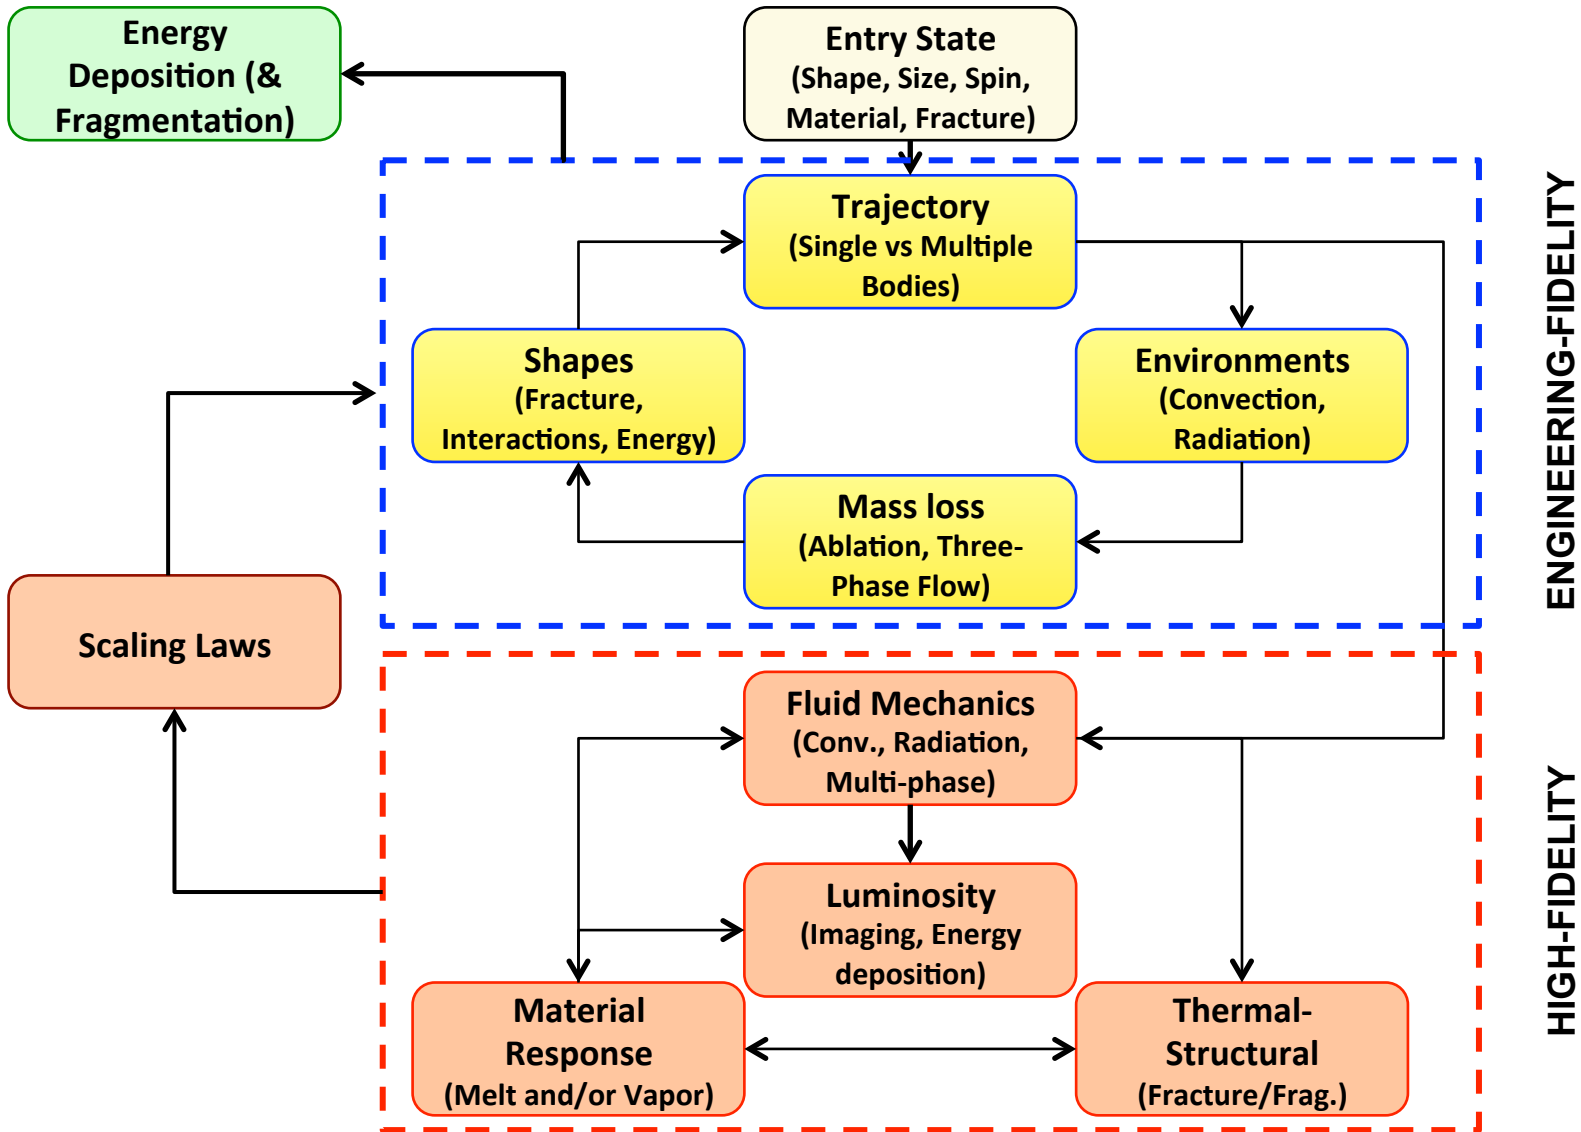 Energy
Deposition (&
Fragmentation)
Entry State
(Shape, Size, Spin,
Material, Fracture)
Trajectory
(Single vs Multiple
Bodies)
Shapes
(Fracture,
Interactions, Energy)
Environments
(Convection,
Radiation)
Mass loss
(Ablation, Three-
Phase Flow)
ENGINEERING-FIDELITY
Scaling Laws
Fluid Mechanics
(Conv., Radiation,
Multi-phase)
Luminosity
(Imaging, Energy
deposition)
Material
Response
(Melt and/or Vapor)
Thermal-
Structural
(Fracture/Frag.)
HIGH-FIDELITY